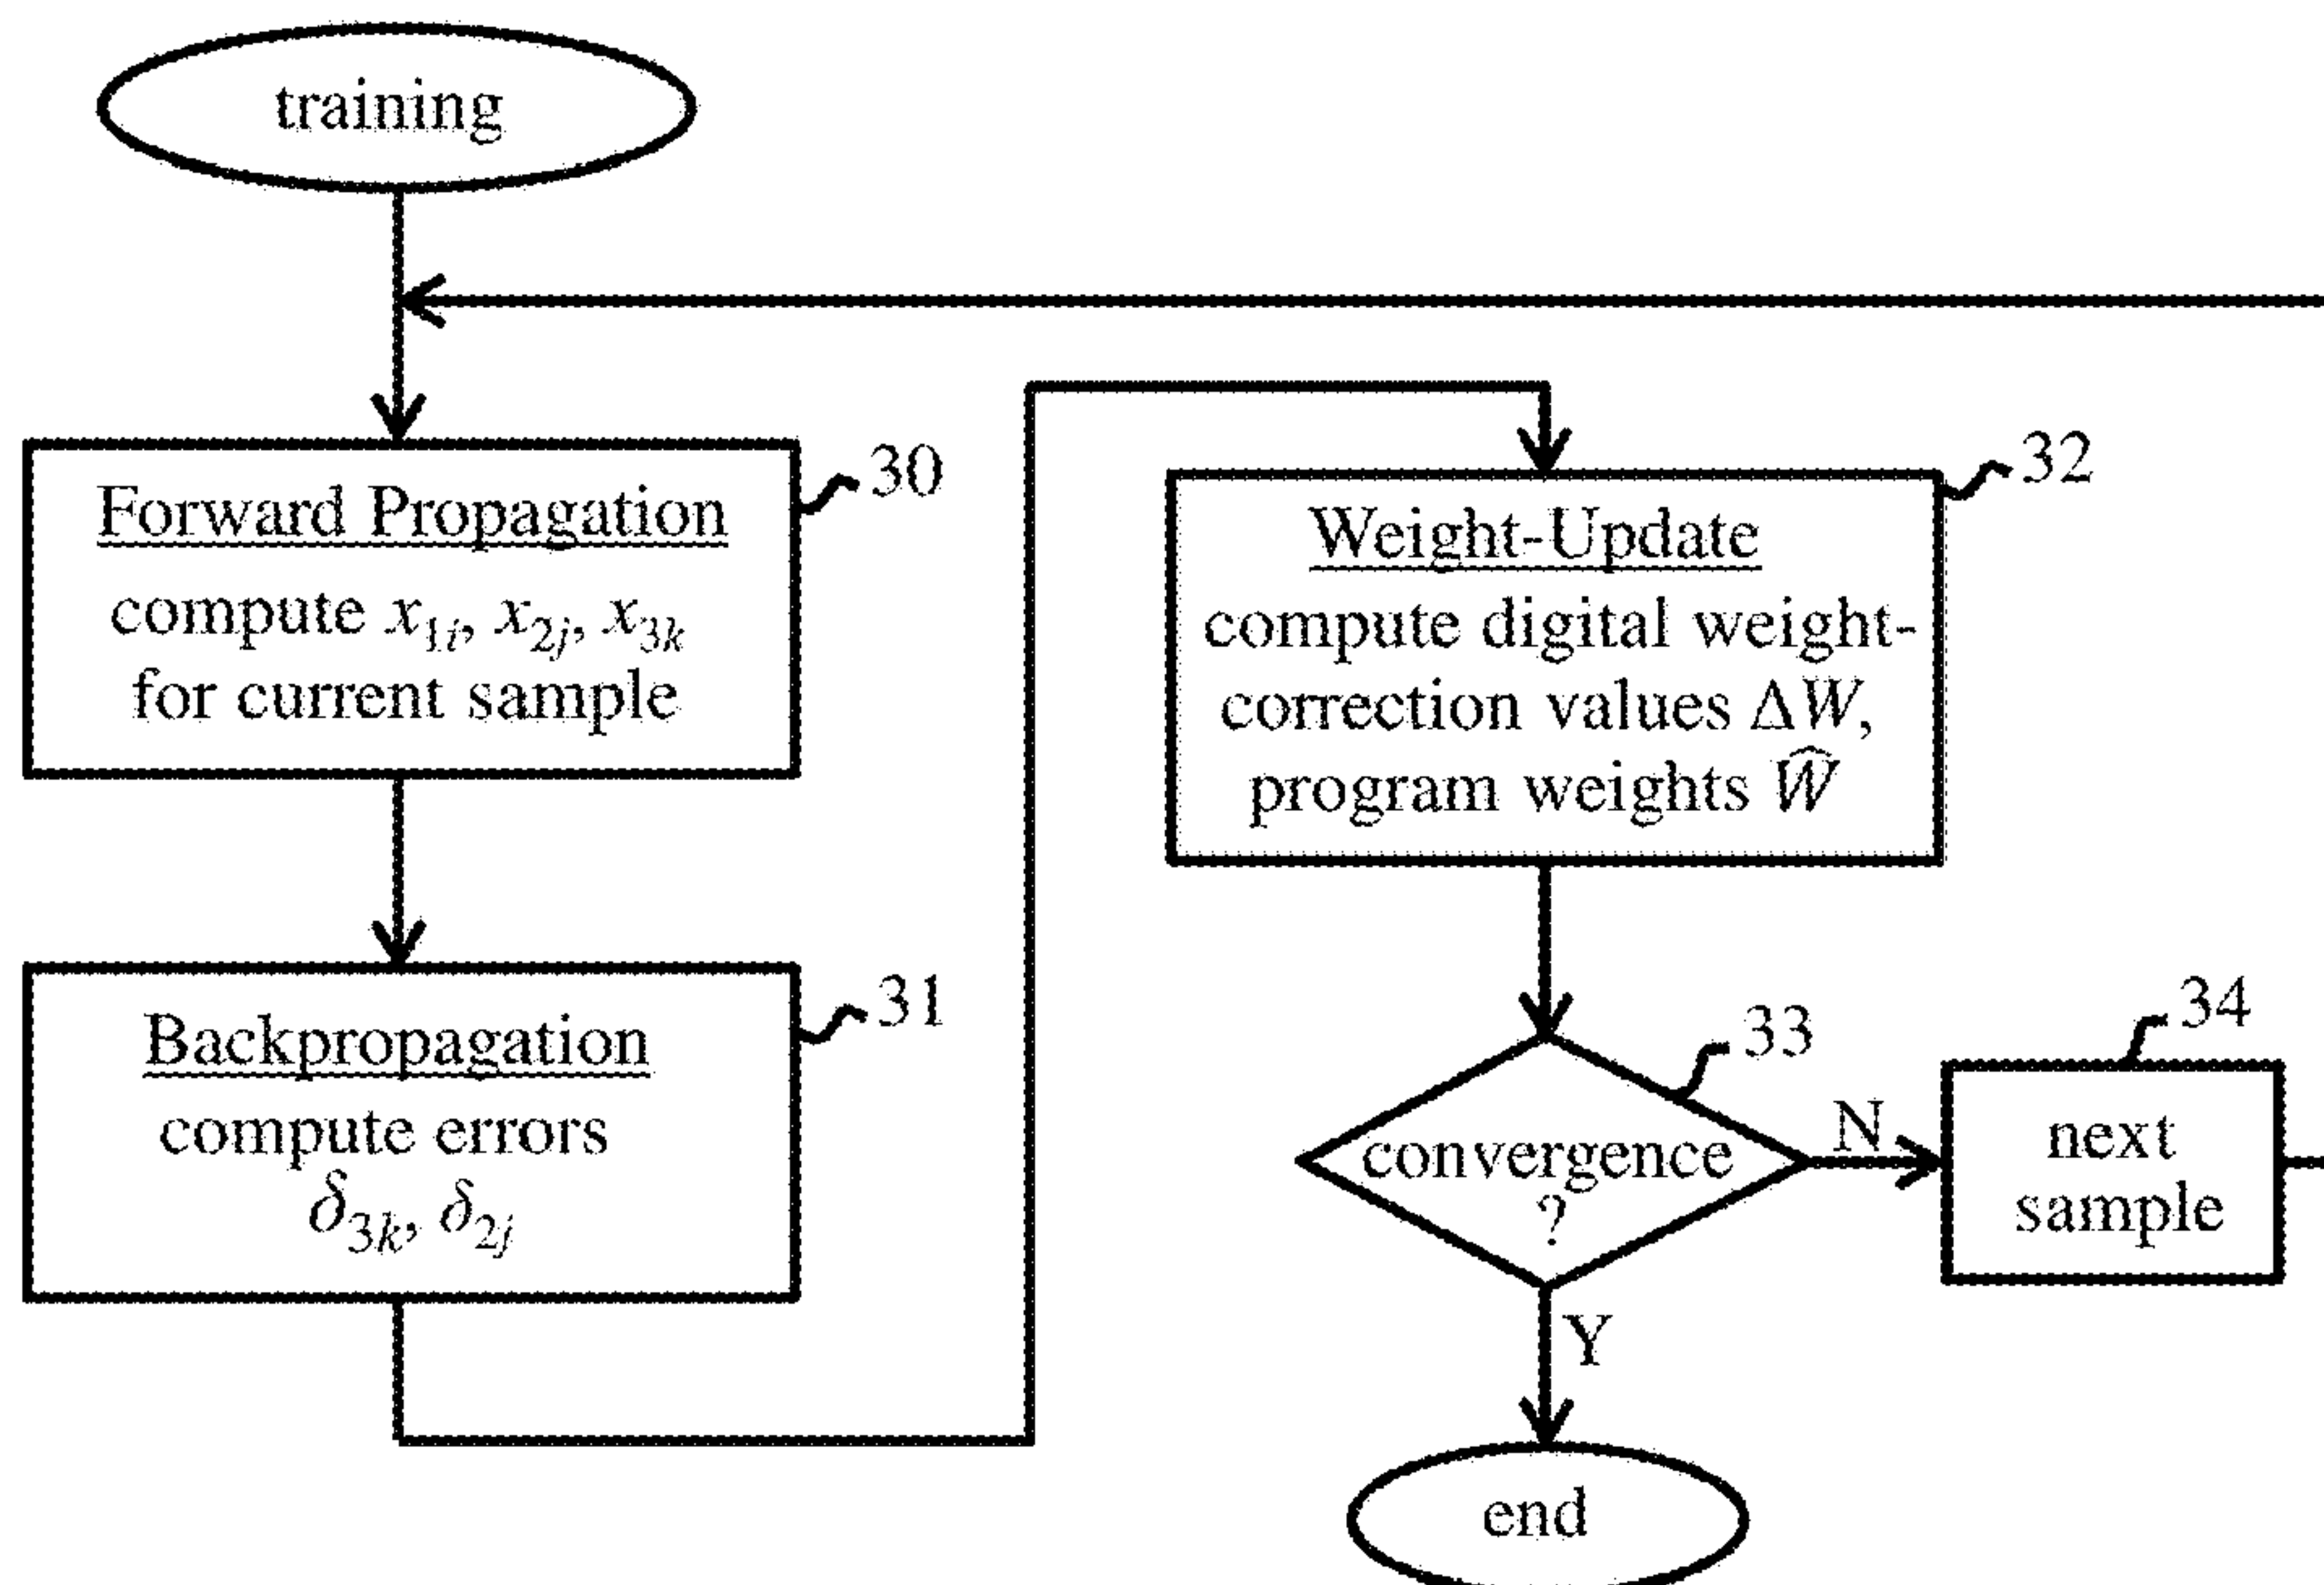 training
30
Forward Propagation
compute x₁ᵢ, x₂ⱼ, x₃ₖ
for current sample
31
Backpropagation
compute errors
δ₃ₖ, δ₂ⱼ
32
Weight-Update
compute digital weight-
correction values ΔW,
program weights Ŵ
33
convergence
?
N
Y
34
next
sample
end